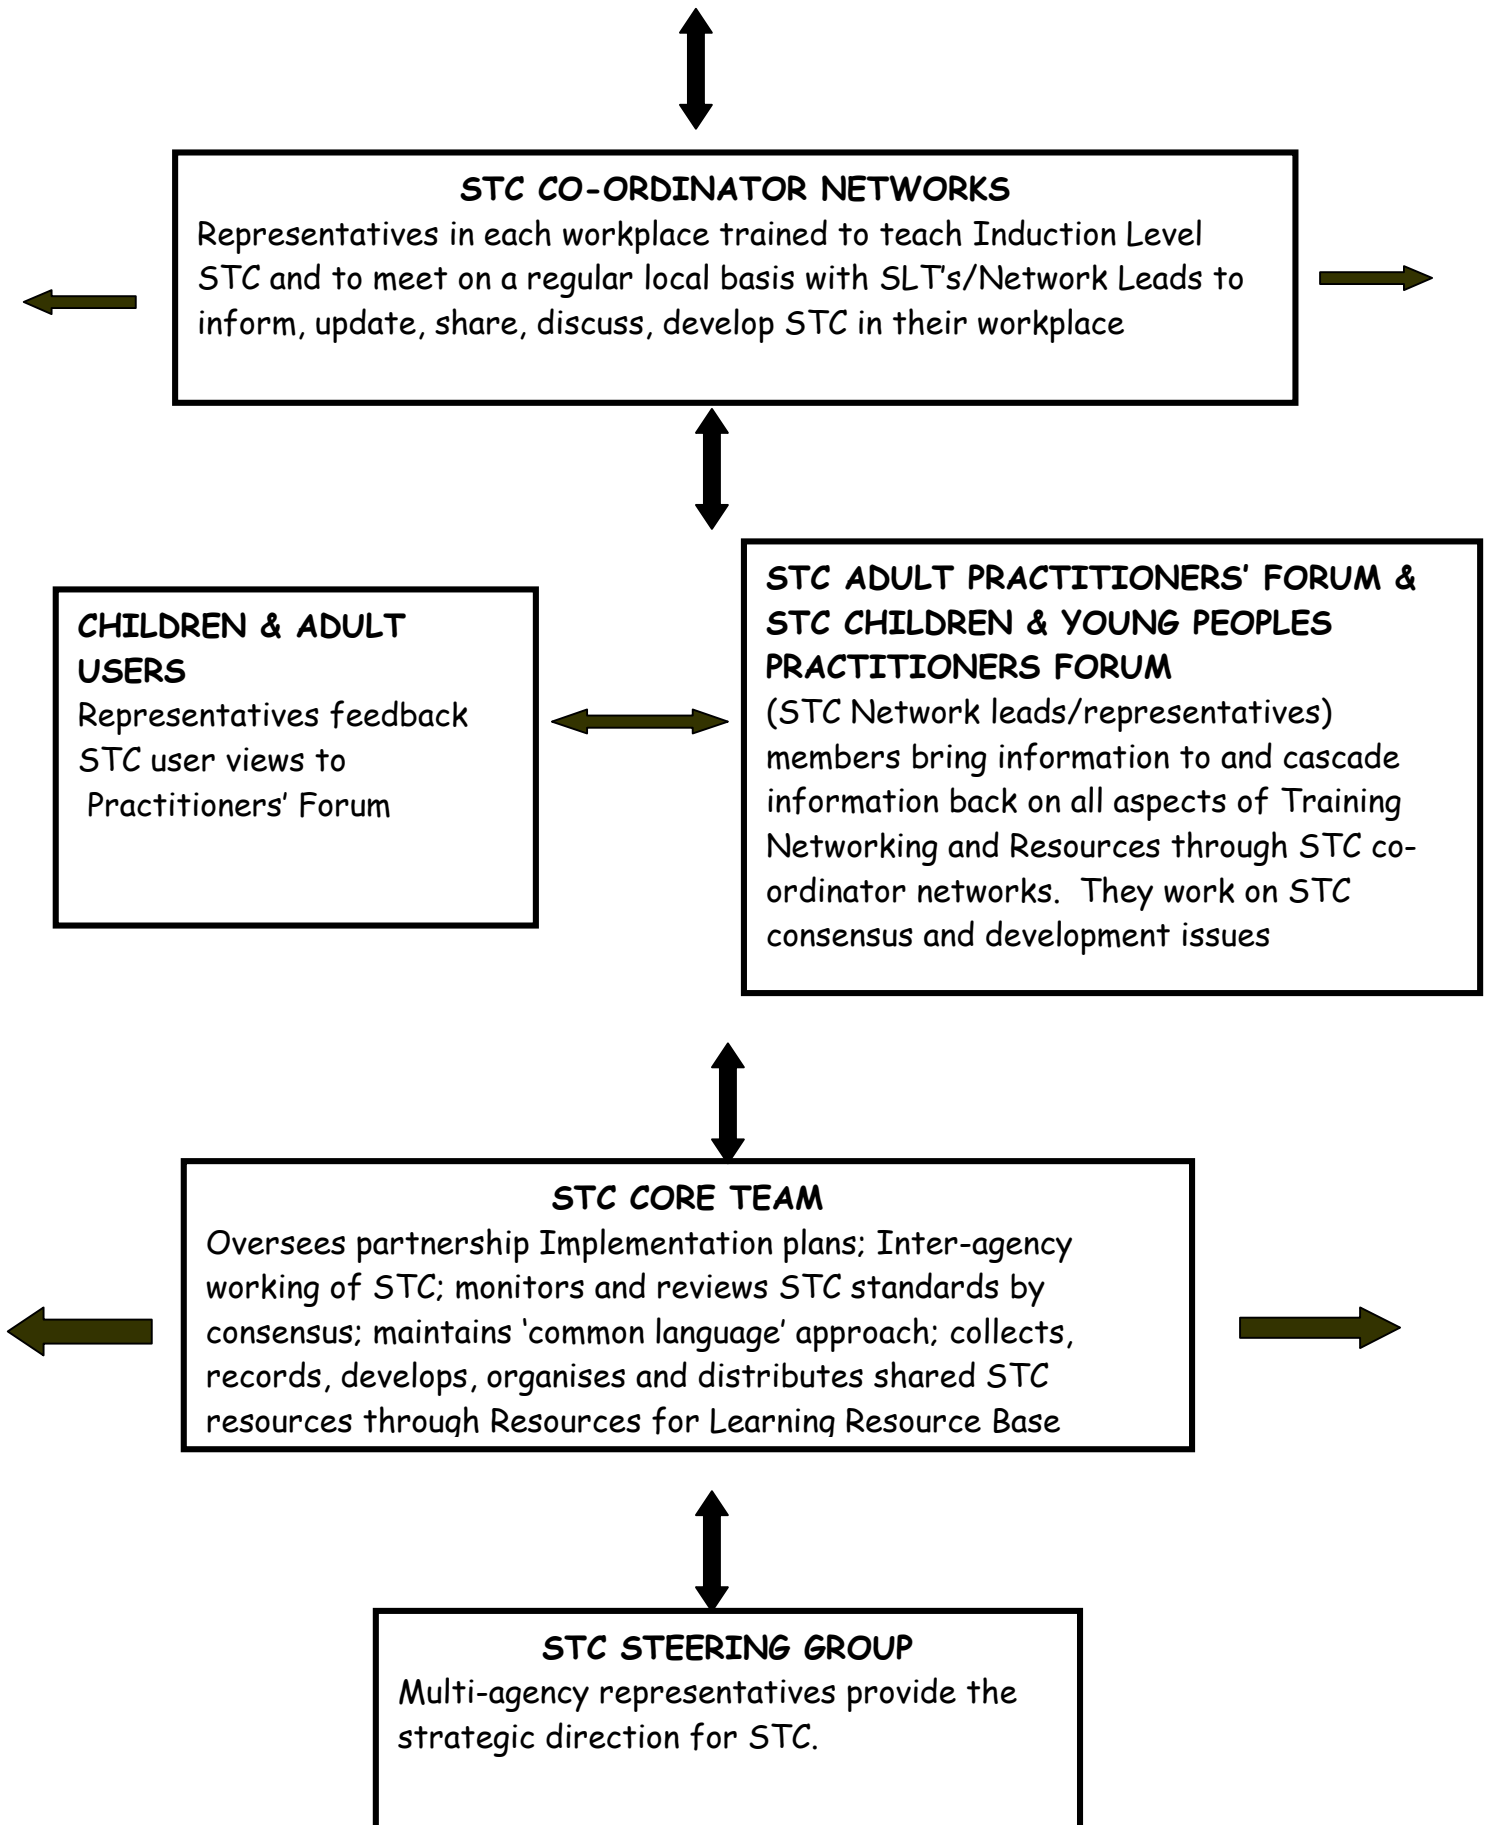 STC CO-ORDINATOR NETWORKS
Representatives in each workplace trained to teach Induction Level
STC and to meet on a regular local basis with SLT's/Network Leads to
inform, update, share, discuss, develop STC in their workplace
CHILDREN & ADULT
USERS
Representatives feedback
STC user views to
Practitioners' Forum
STC ADULT PRACTITIONERS' FORUM &
STC CHILDREN & YOUNG PEOPLES
PRACTITIONERS FORUM
(STC Network leads/representatives)
members bring information to and cascade
information back on all aspects of Training
Networking and Resources through STC co-
ordinator networks.  They work on STC
consensus and development issues
STC CORE TEAM
Oversees partnership Implementation plans; Inter-agency
working of STC; monitors and reviews STC standards by
consensus; maintains 'common language' approach; collects,
records, develops, organises and distributes shared STC
resources through Resources for Learning Resource Base
STC STEERING GROUP
Multi-agency representatives provide the
strategic direction for STC.